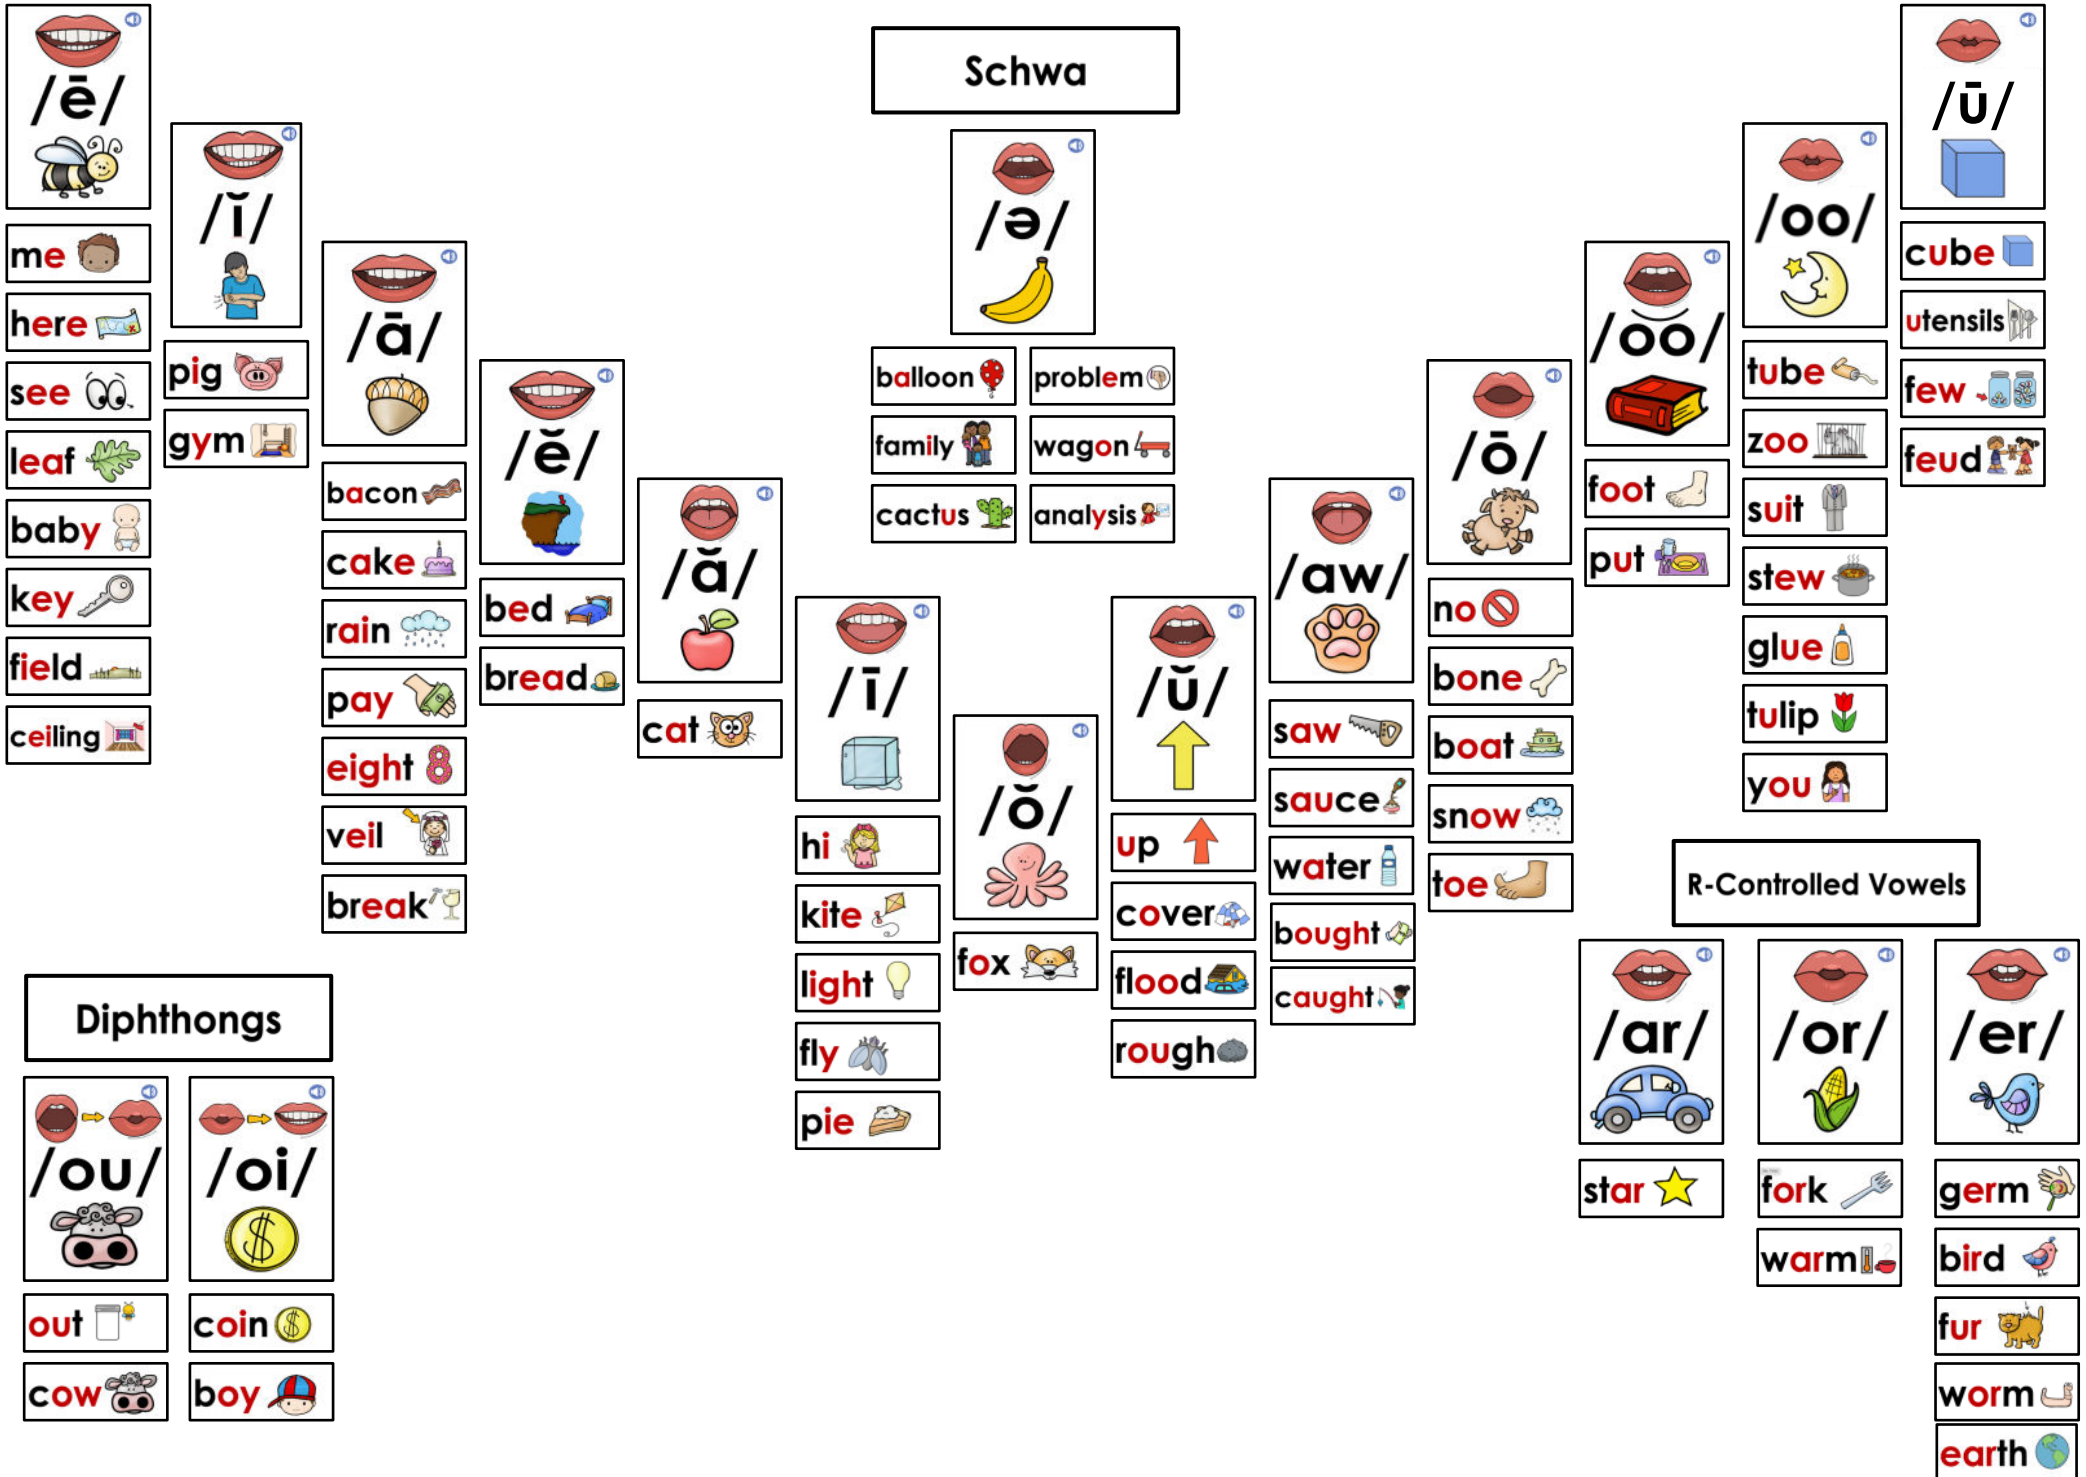 /ē/
me
here
see
leaf
baby
key
field
ceiling
/ĭ/
pig
gym
/ā/
bacon
cake
rain
pay
eight
veil
break
/ĕ/
bed
bread
/ă/
cat
/ī/
hi
kite
light
fly
pie
/ŏ/
fox
Schwa
/ə/
balloon
problem
family
wagon
cactus
analysis
/ŭ/
up
cover
flood
rough
/aw/
saw
sauce
water
bought
caught
/ō/
no
bone
boat
snow
toe
/o͝o/
foot
put
/oo/
tube
zoo
suit
stew
glue
tulip
you
/ū/
cube
utensils
few
feud
Diphthongs
/ou/
out
cow
/oi/
coin
boy
R-Controlled Vowels
/ar/
star
/or/
fork
warm
/er/
germ
bird
fur
worm
earth